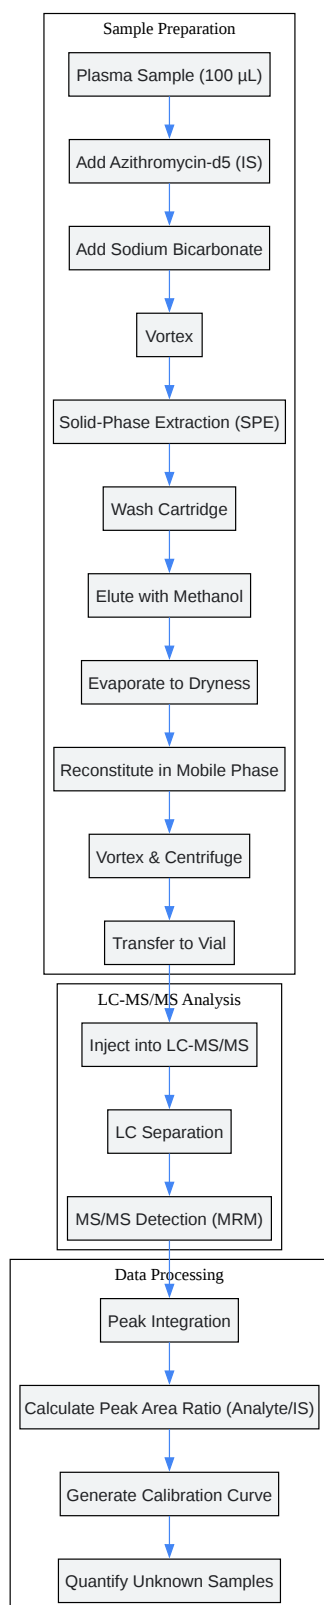 Sample Preparation
Plasma Sample (100 µL)
Add Azithromycin-d5 (IS)
Add Sodium Bicarbonate
Vortex
Solid-Phase Extraction (SPE)
Wash Cartridge
Elute with Methanol
Evaporate to Dryness
Reconstitute in Mobile Phase
Vortex & Centrifuge
Transfer to Vial
LC-MS/MS Analysis
Inject into LC-MS/MS
LC Separation
MS/MS Detection (MRM)
Data Processing
Peak Integration
Calculate Peak Area Ratio (Analyte/IS)
Generate Calibration Curve
Quantify Unknown Samples